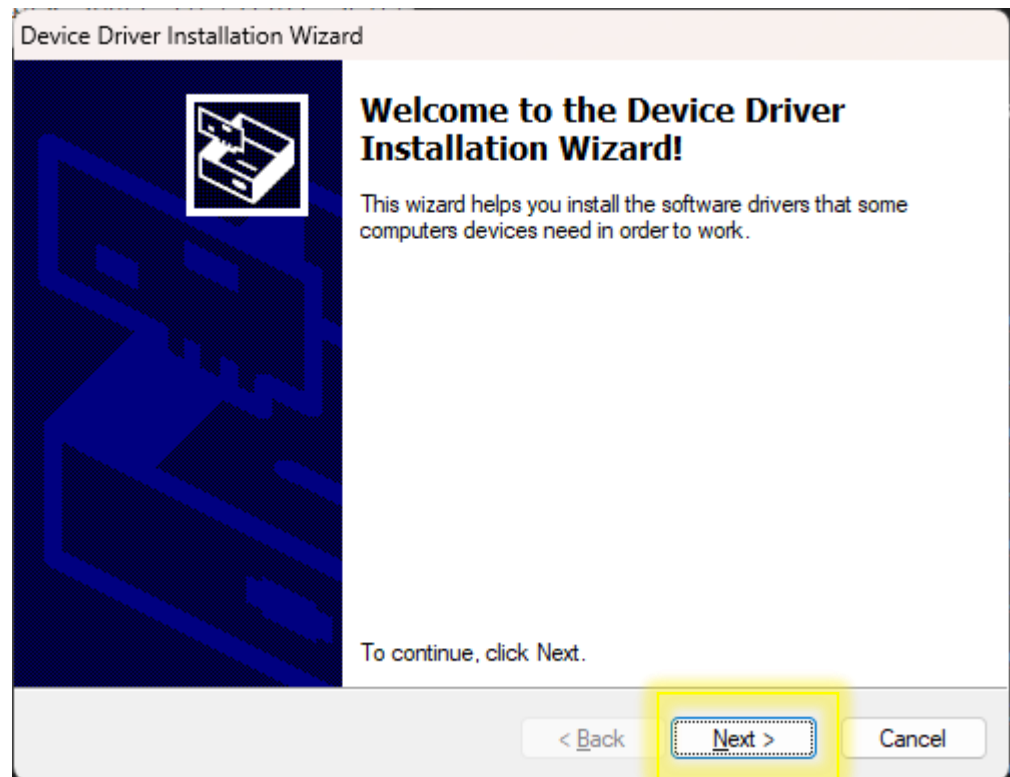 Device Driver Installation Wizard
Welcome to the Device Driver
Installation Wizard!
This wizard helps you install the software drivers that some
computers devices need in order to work.
To continue, click Next.
< Back
Next >
Cancel